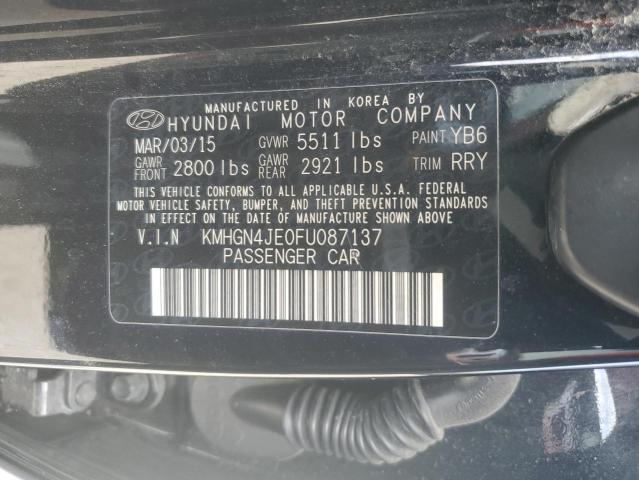 MANUFACTURED IN KOREA BY
HYUNDAI MOTOR COMPANY
MAR/03/15 GVWR 5511 lbs PAINT YB6
GAWR FRONT 2800 lbs GAWR REAR 2921 lbs TRIM RRY
THIS VEHICLE CONFORMS TO ALL APPLICABLE U.S.A. FEDERAL
MOTOR VEHICLE SAFETY, BUMPER, AND THEFT PREVENTION STANDARDS
IN EFFECT ON THE DATE OF MANUFACTURE SHOWN ABOVE
V.I.N KMHGN4JE0FU087137
PASSENGER CAR